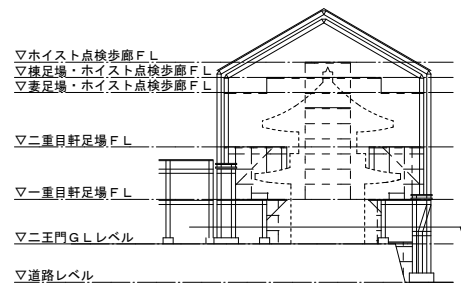 ▽ホイスト点検歩廊ＦＬ
▽棟足場・ホイスト点検歩廊ＦＬ
▽妻足場・ホイスト点検歩廊ＦＬ
▽二重目軒足場ＦＬ
▽一重目軒足場ＦＬ
▽二王門ＧＬレベル
▽道路レベル